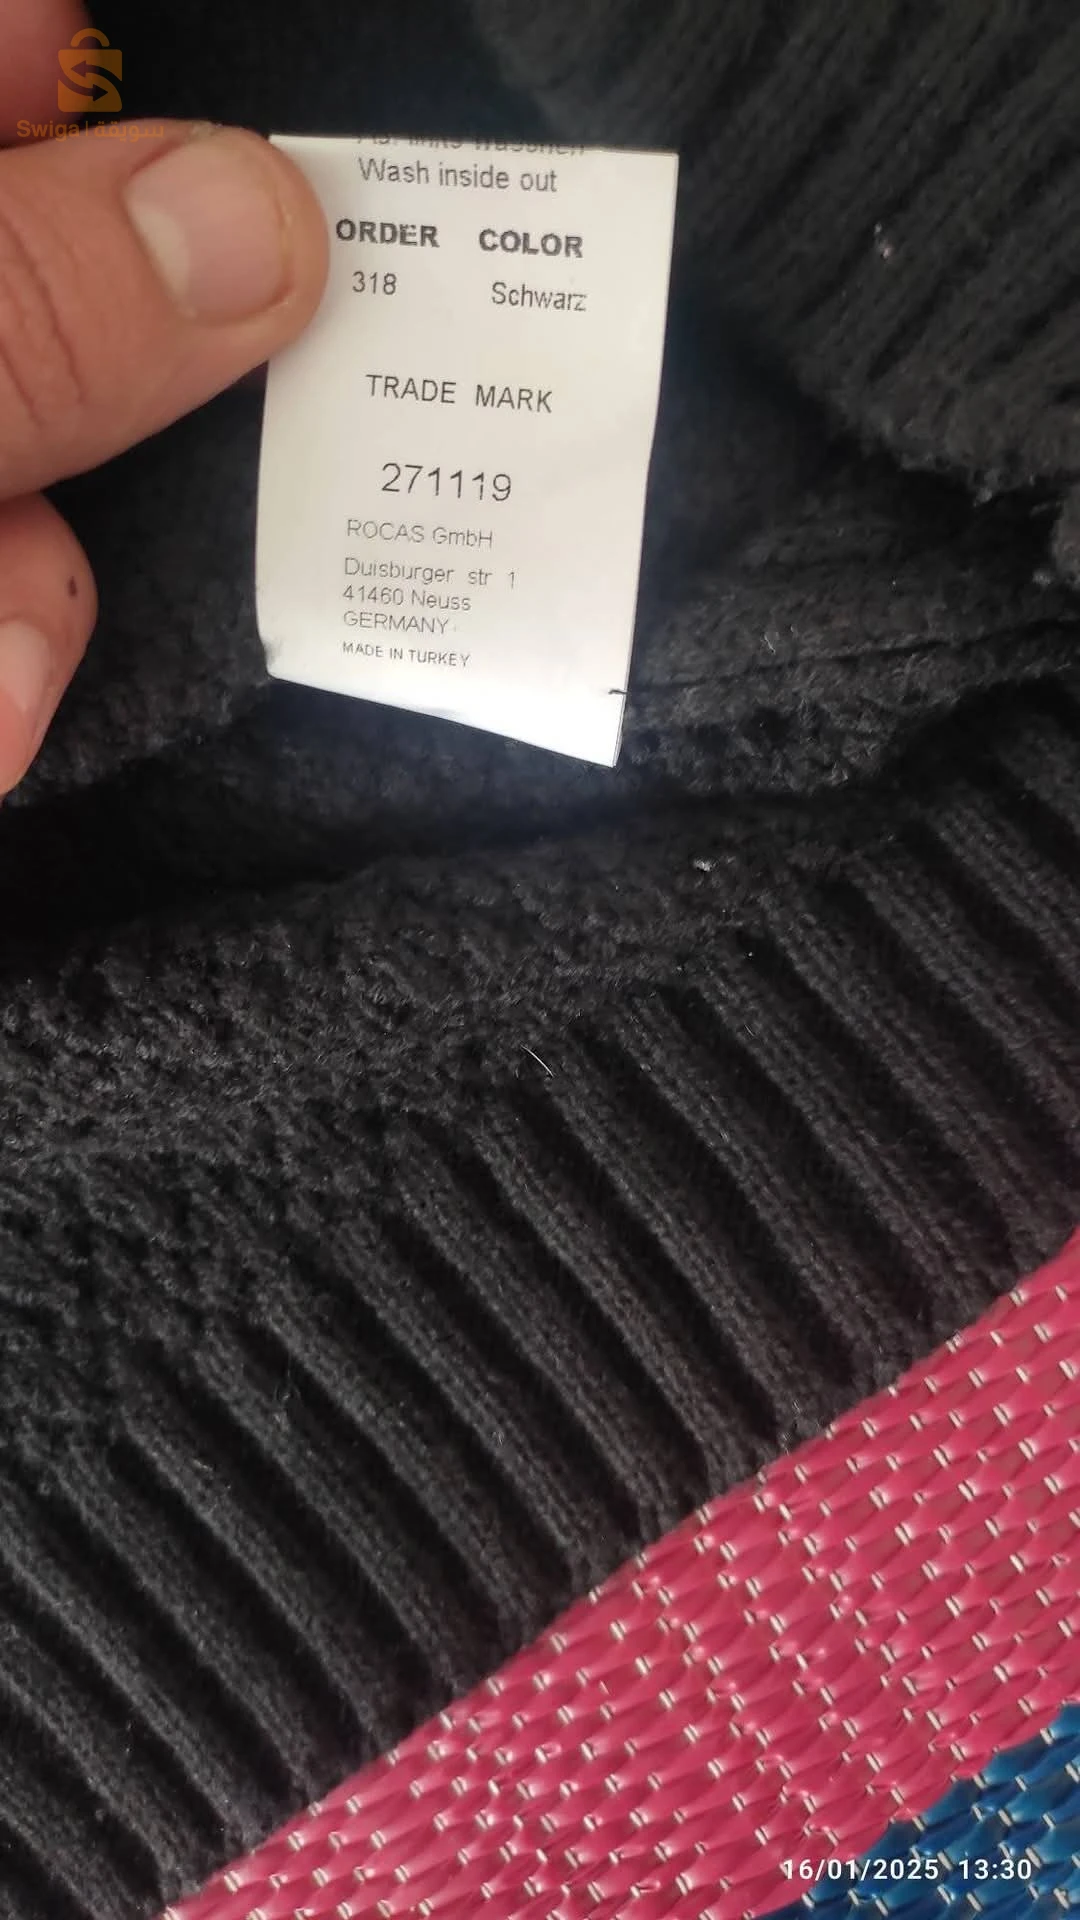 Swiga | سويقة
Wash inside out
ORDER COLOR
318 Schwarz
TRADE MARK
271119
ROCAS GmbH
Duisburger str 1
41460 Neuss
GERMANY
MADE IN TURKEY
16/01/2025 13:30